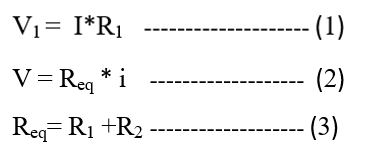 V₁ = I*R₁ -------------------- (1)
V = Rₑq * i ------------------- (2)
Rₑq= R₁ +R₂ ------------------- (3)